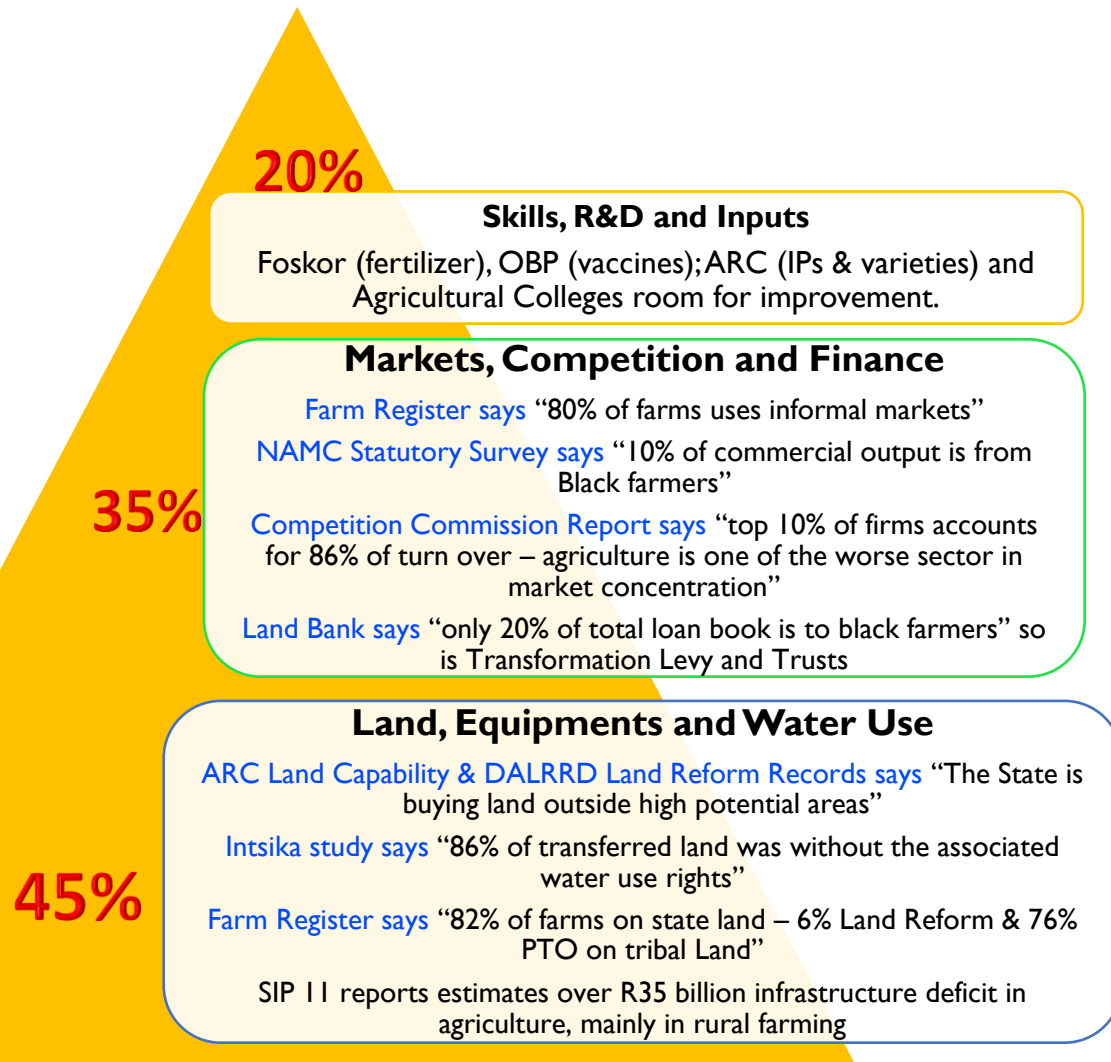 20%
Skills, R&D and Inputs
Foskor (fertilizer), OBP (vaccines); ARC (IPs & varieties) and
Agricultural Colleges room for improvement.
35%
Markets, Competition and Finance
Farm Register says “80% of farms uses informal markets”
NAMC Statutory Survey says “10% of commercial output is from
Black farmers”
Competition Commission Report says “top 10% of firms accounts
for 86% of turn over – agriculture is one of the worse sector in
market concentration”
Land Bank says “only 20% of total loan book is to black farmers” so
is Transformation Levy and Trusts
45%
Land, Equipments and Water Use
ARC Land Capability & DALRRD Land Reform Records says “The State is
buying land outside high potential areas”
Intsika study says “86% of transferred land was without the associated
water use rights”
Farm Register says “82% of farms on state land – 6% Land Reform & 76%
PTO on tribal Land”
SIP 11 reports estimates over R35 billion infrastructure deficit in
agriculture, mainly in rural farming